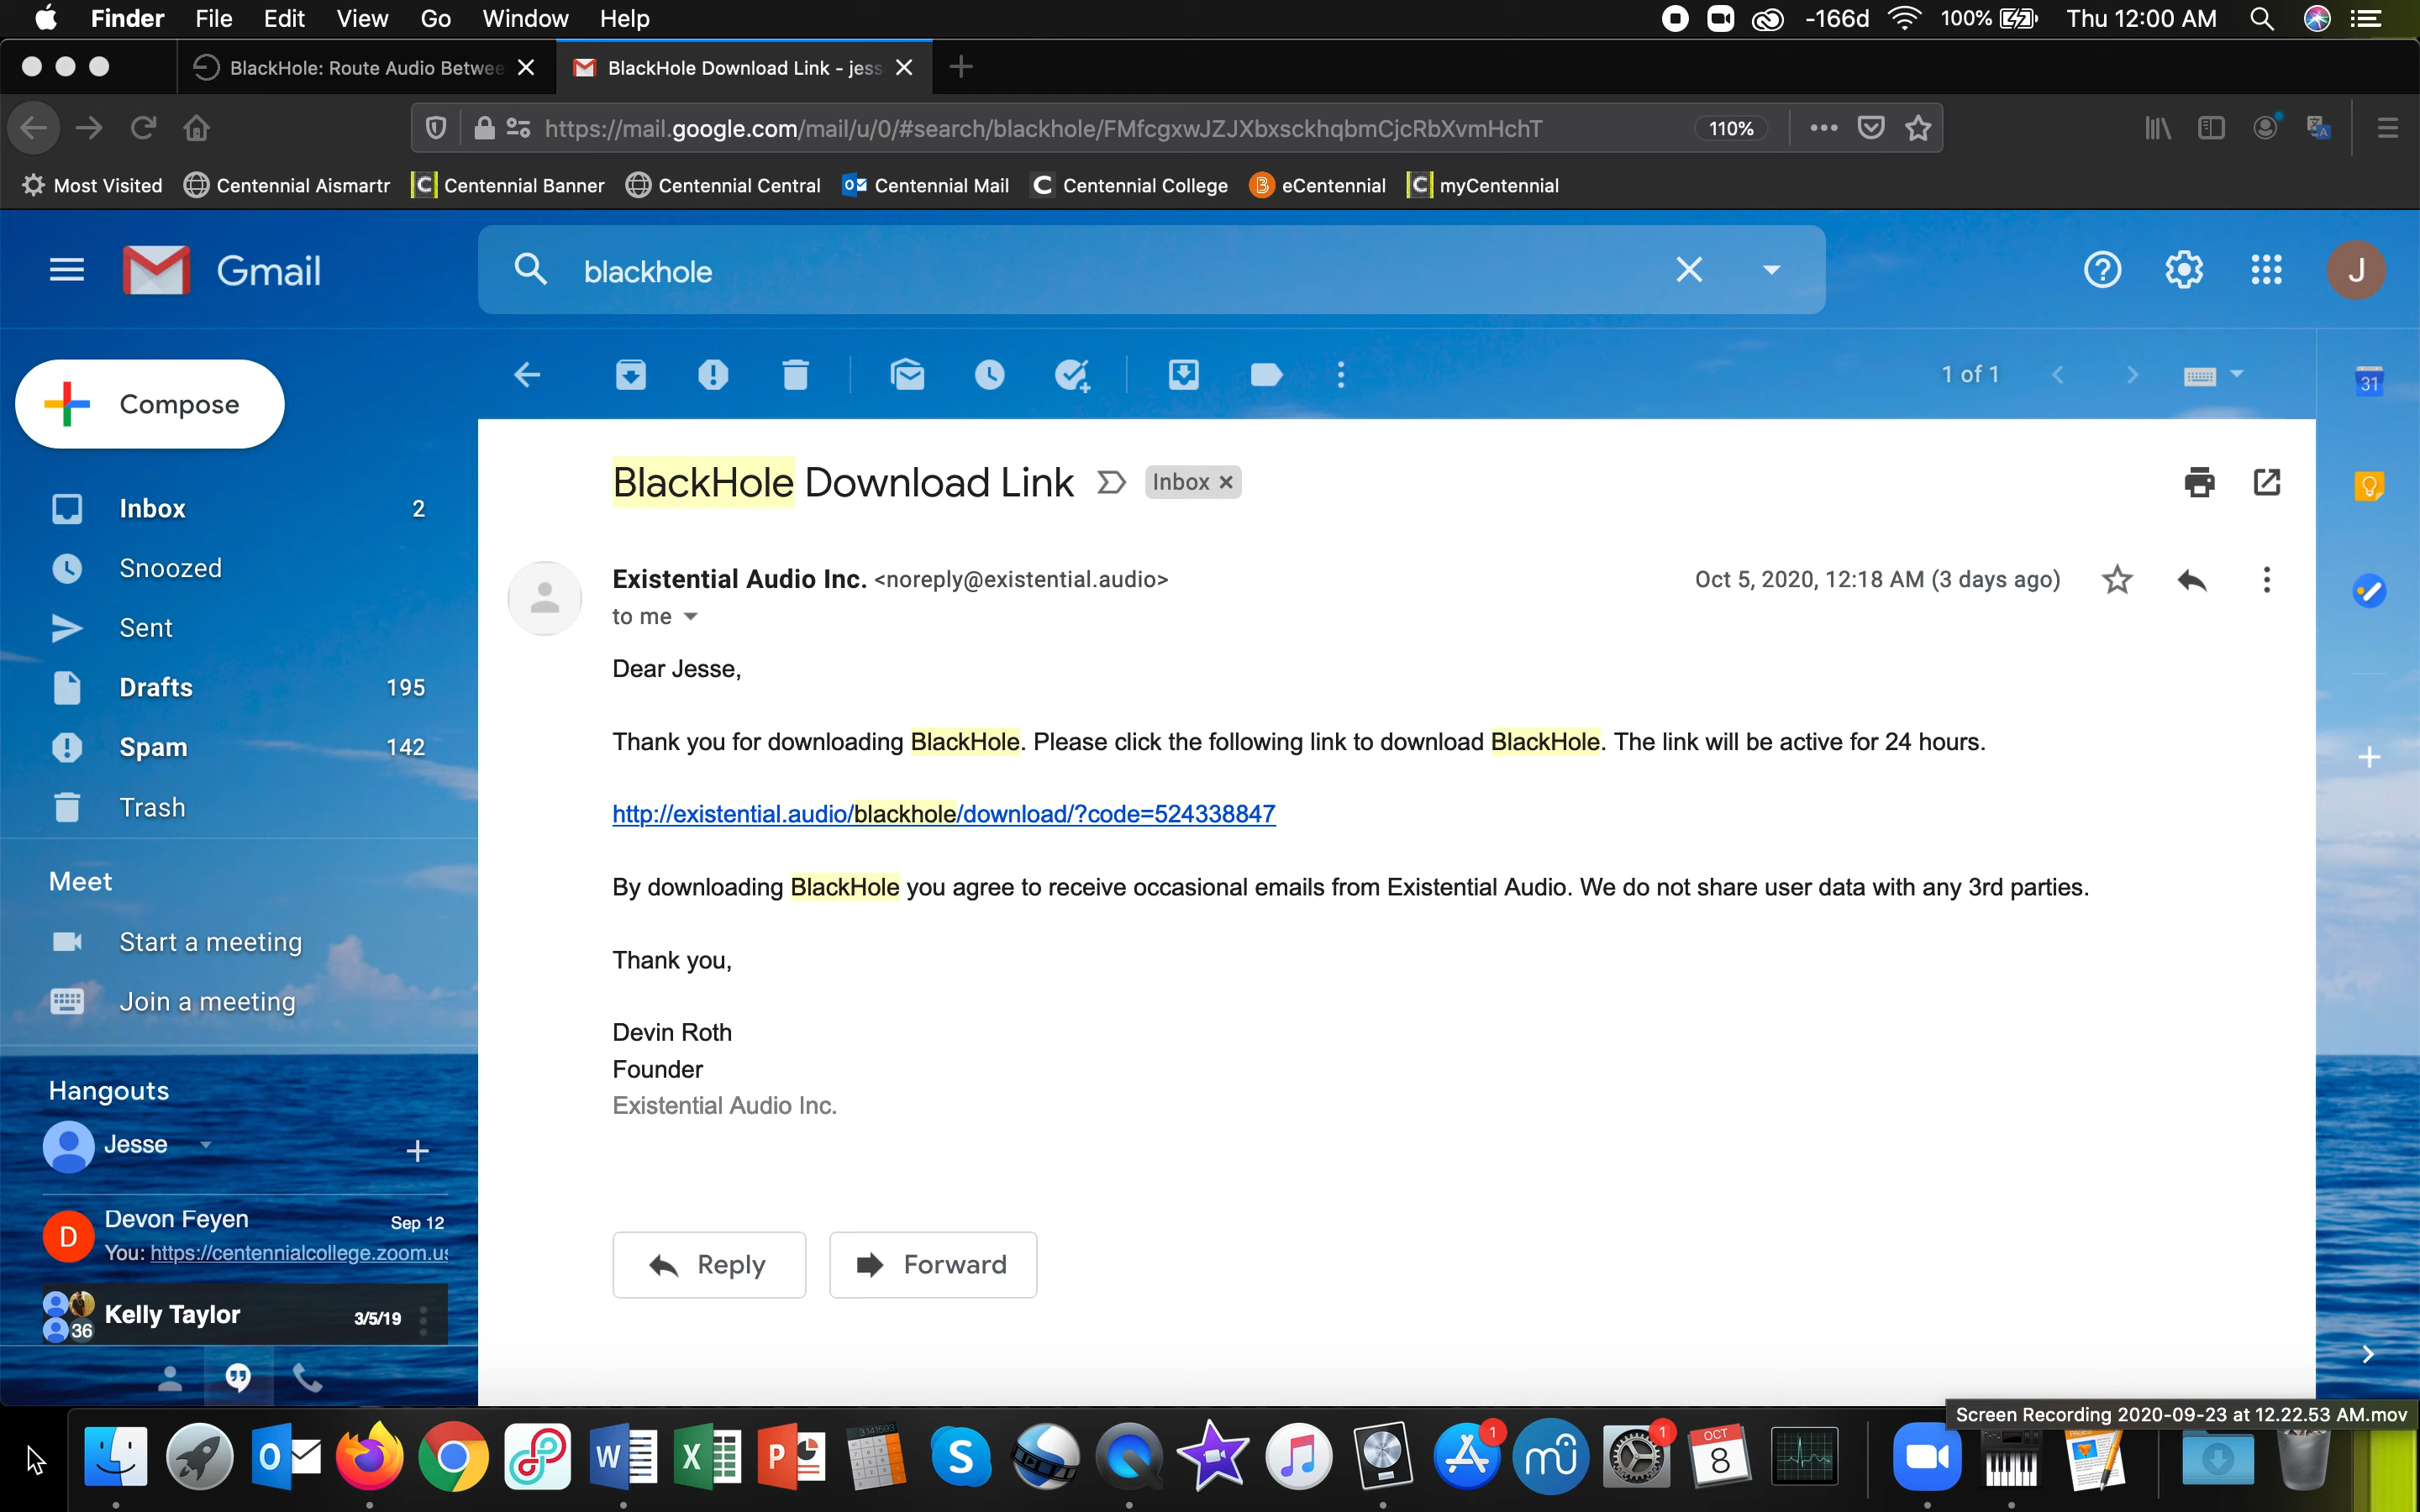 Finder File Edit View Go Window Help -166d 100% Thu 12:00 AM
BlackHole: Route Audio Betwee BlackHole Download Link - jess
https://mail.google.com/mail/u/0/#search/blackhole/FMfcgxwJZJXbxsckhqbmCjcRbXvmHchT 110%
Most Visited Centennial Aismartr Centennial Banner Centennial Central Centennial Mail Centennial College eCentennial myCentennial
Gmail blackhole J
Compose
1 of 1
31
Inbox 2
Snoozed
Sent
Drafts 195
Spam 142
Trash
Meet
Start a meeting
Join a meeting
Hangouts
Jesse
D Devon Feyen Sep 12
You: https://centennialcollege.zoom.us
Kelly Taylor 3/5/19
36
BlackHole Download Link Inbox ×
Existential Audio Inc. <noreply@existential.audio> Oct 5, 2020, 12:18 AM (3 days ago)
to me
Dear Jesse,
Thank you for downloading BlackHole. Please click the following link to download BlackHole. The link will be active for 24 hours.
http://existential.audio/blackhole/download/?code=524338847
By downloading BlackHole you agree to receive occasional emails from Existential Audio. We do not share user data with any 3rd parties.
Thank you,
Devin Roth
Founder
Existential Audio Inc.
Reply Forward
Screen Recording 2020-09-23 at 12.22.53 AM.mov
3.141593
1 1 OCT
8
PAGES